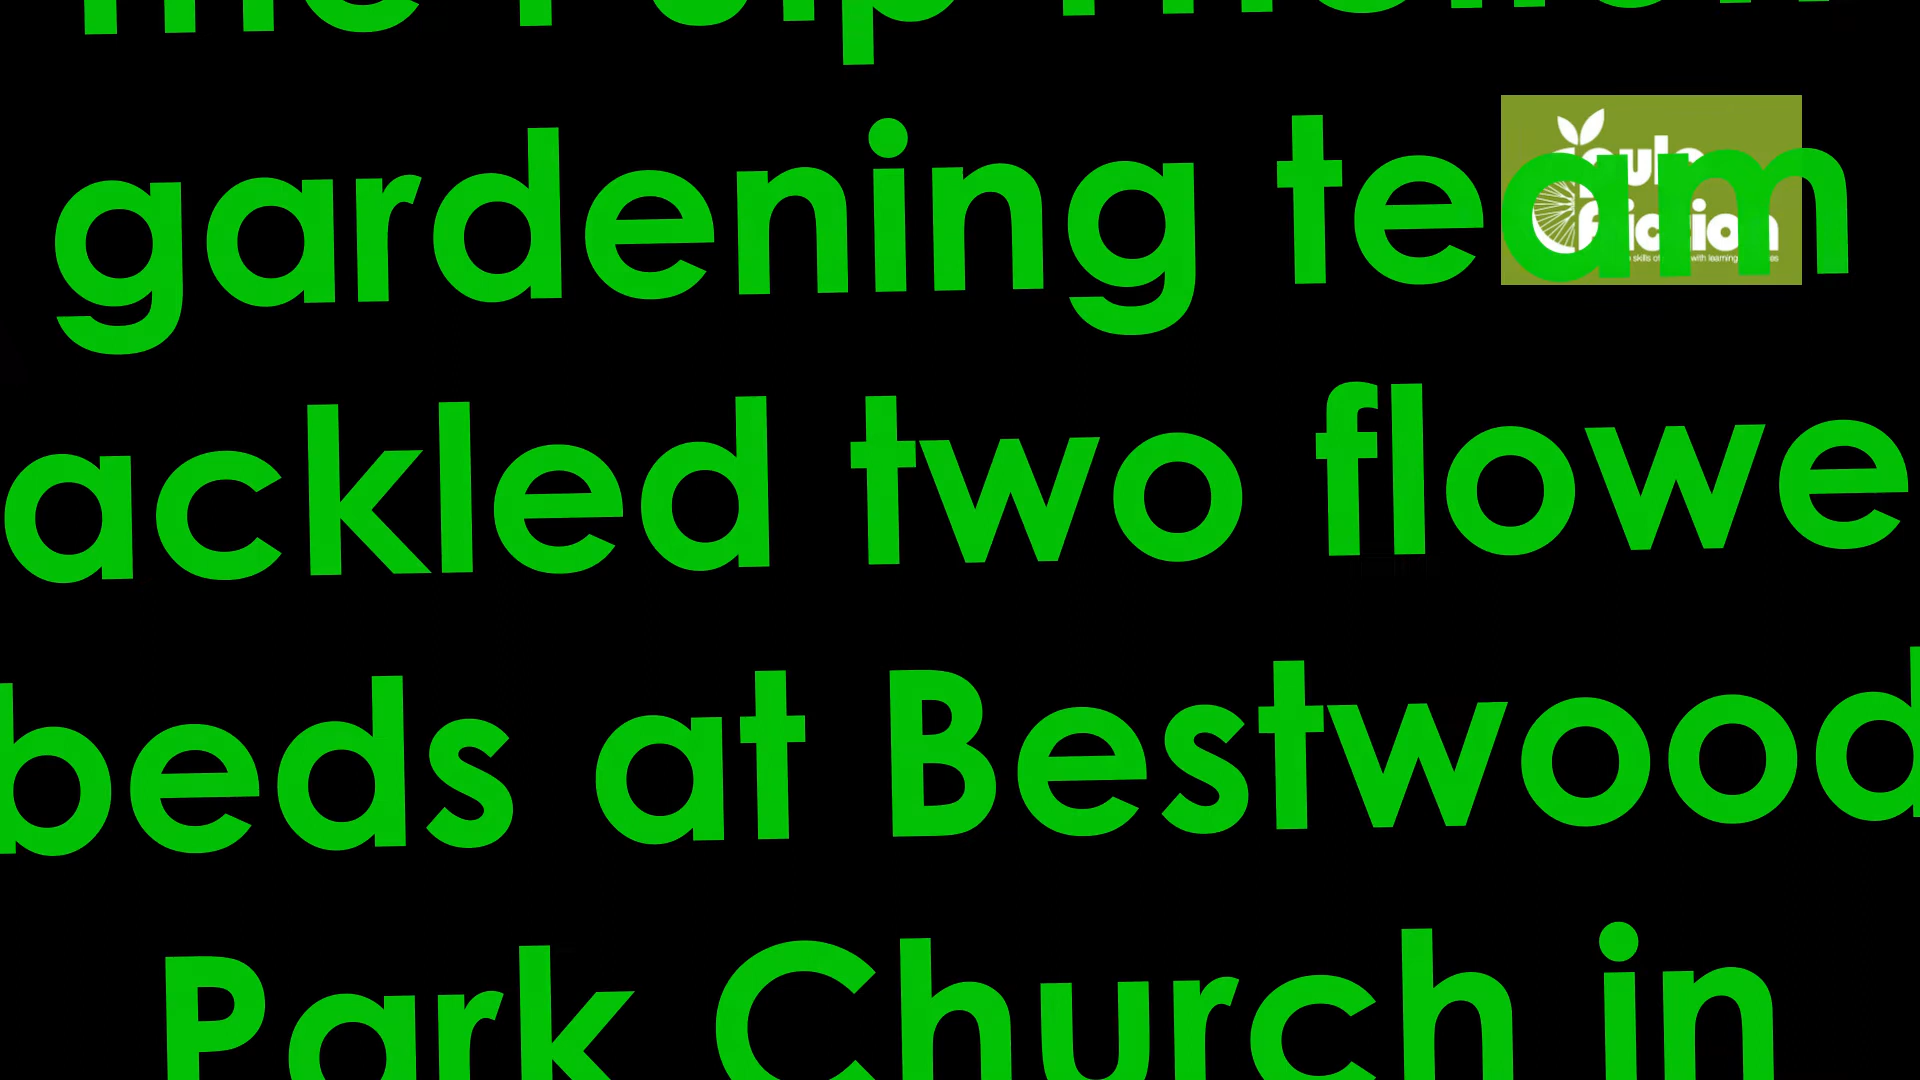 gardening team
ackled two flowe
beds at Bestwood
Park Church in